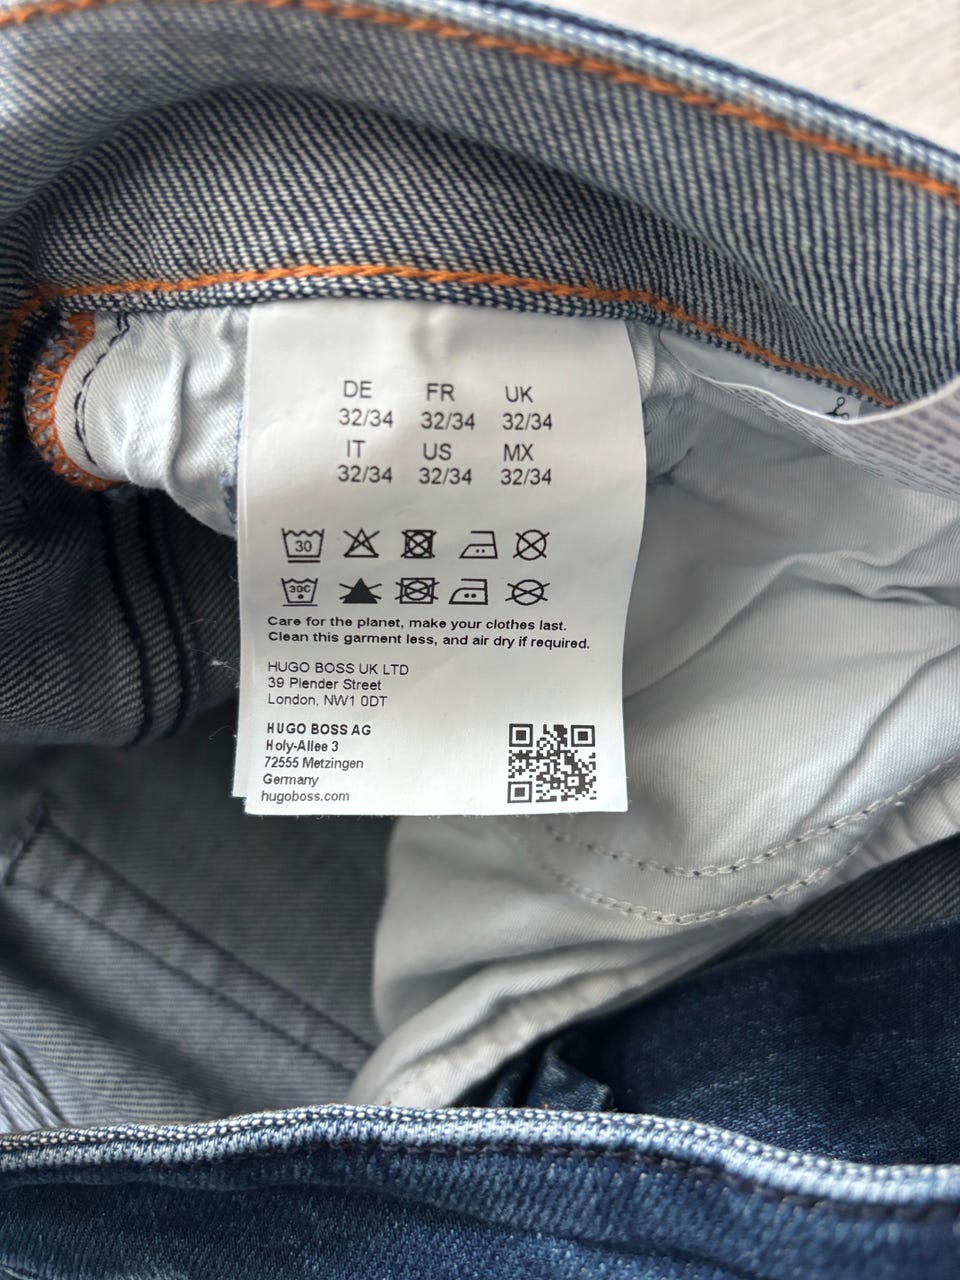 DE FR UK
32/34 32/34 32/34
IT US MX
32/34 32/34 32/34
30
30C
Care for the planet, make your clothes last.
Clean this garment less, and air dry if required.
HUGO BOSS UK LTD
39 Plender Street
London, NW1 0DT
HUGO BOSS AG
Holy-Allee 3
72555 Metzingen
Germany
hugoboss.com